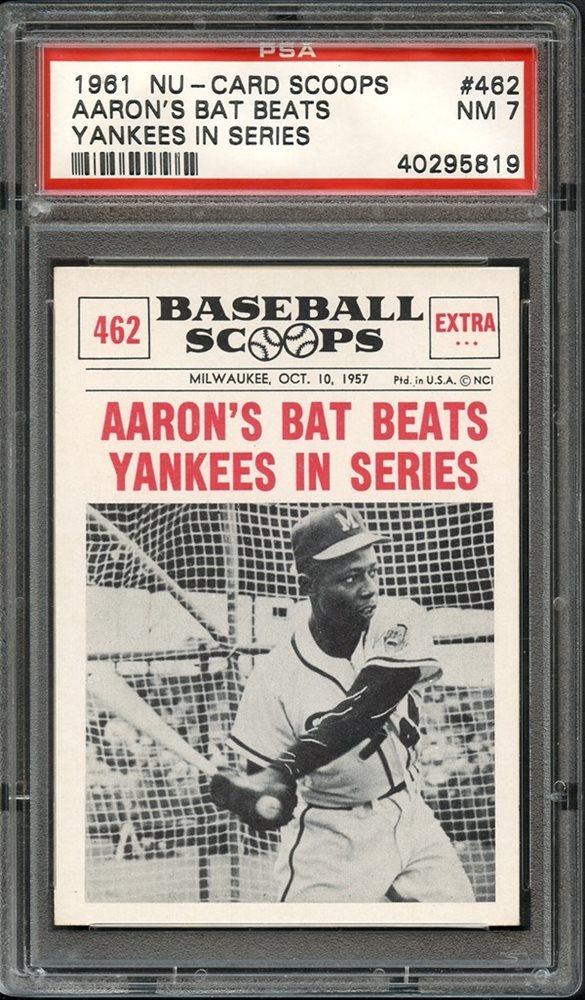 PSA
1961 NU-CARD SCOOPS #462
AARON'S BAT BEATS NM 7
YANKEES IN SERIES
40295819
462 BASEBALL SCOOPS EXTRA ...
MILWAUKEE, OCT. 10, 1957 Ptd. in U.S.A. © NCI
AARON'S BAT BEATS
YANKEES IN SERIES
M